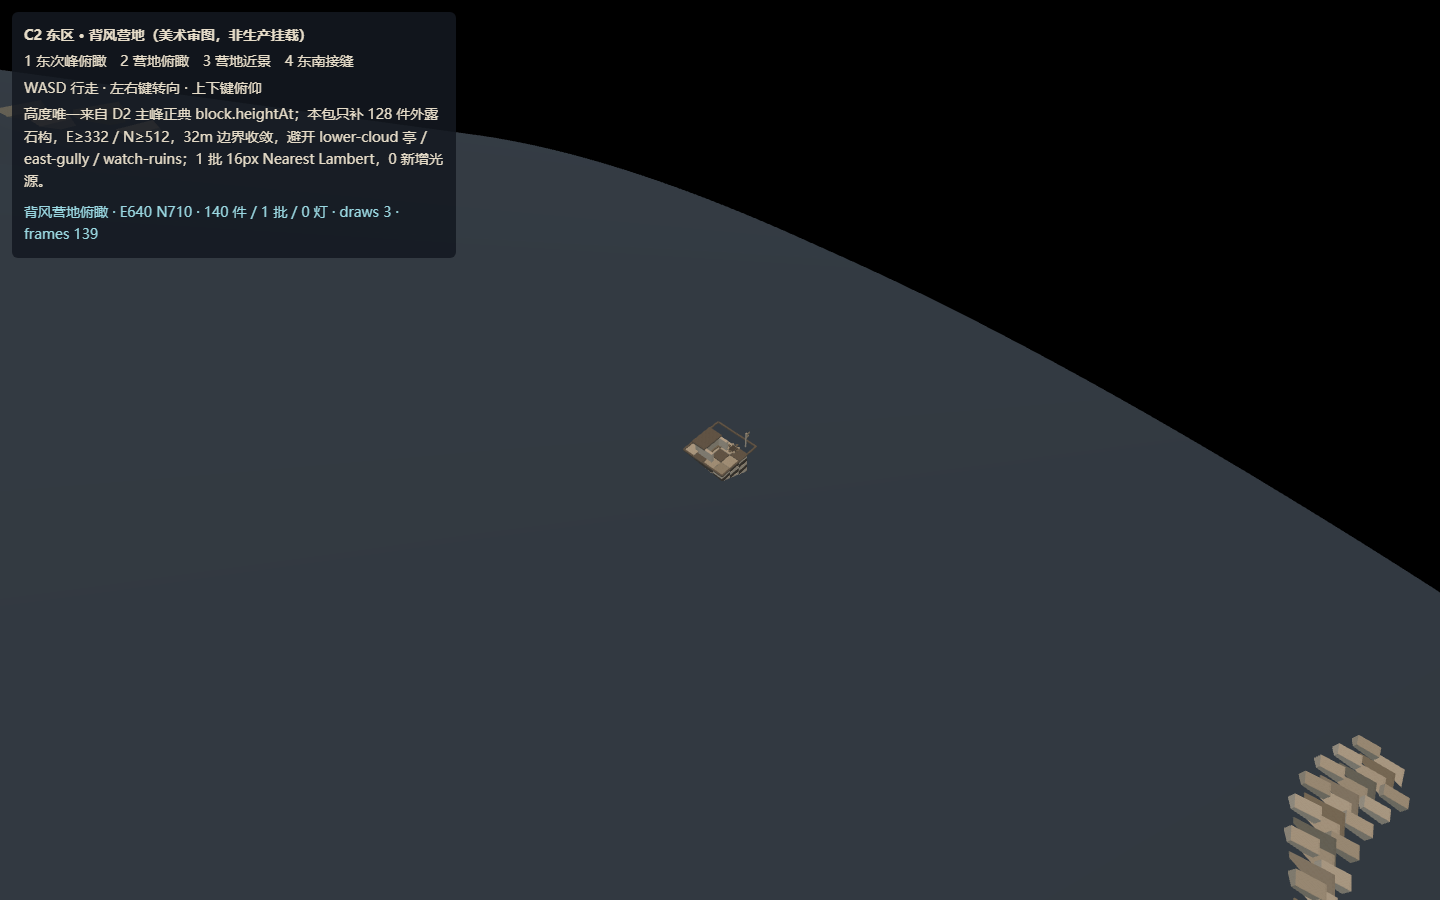 C2 东区 • 背风营地（美术审图，非生产挂载）
1 东次峰俯瞰 2 营地俯瞰 3 营地近景 4 东南接缝
WASD 行走 · 左右键转向 · 上下键俯仰
高度唯一来自 D2 主峰正典 block.heightAt；本包只补 128 件外露
石构，E≥332 / N≥512，32m 边界收敛，避开 lower-cloud 亭 /
east-gully / watch-ruins；1 批 16px Nearest Lambert，0 新增光
源。
背风营地俯瞰 · E640 N710 · 140 件 / 1 批 / 0 灯 · draws 3 ·
frames 139